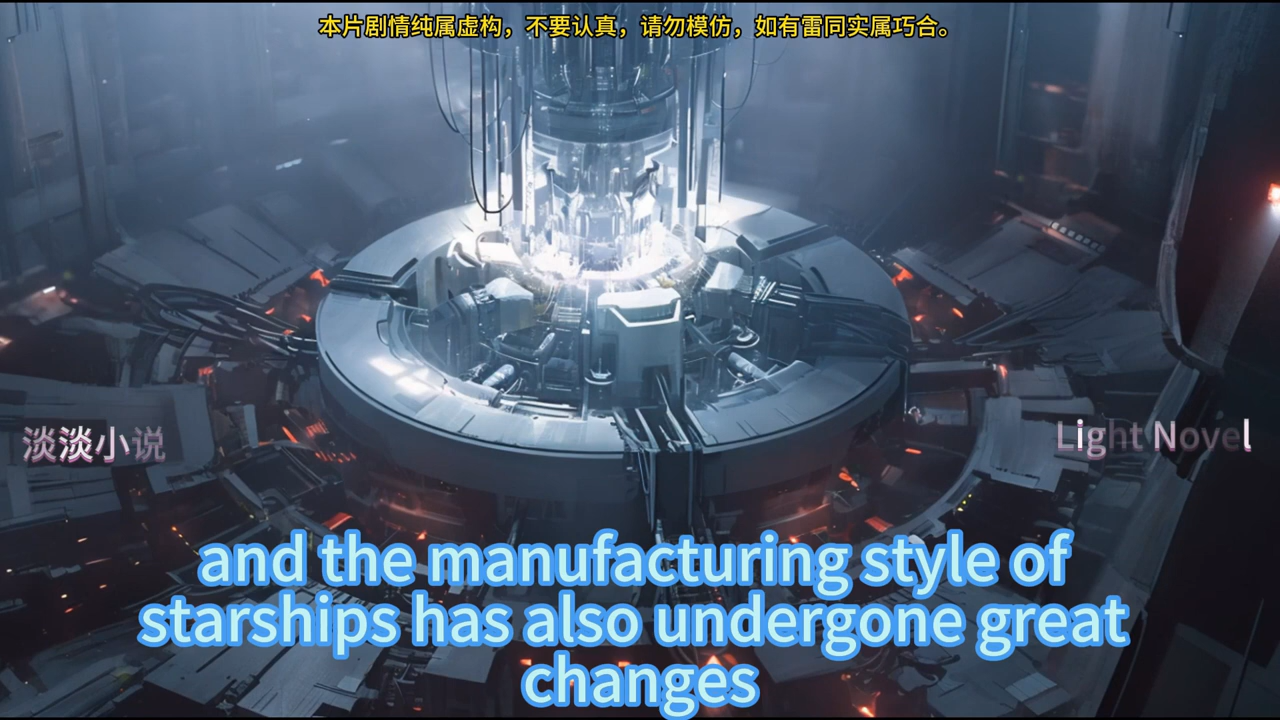 本片剧情纯属虚构，不要认真，请勿模仿，如有雷同实属巧合。
淡淡小说
Light Novel
and the manufacturing style of
starships has also undergone great
changes